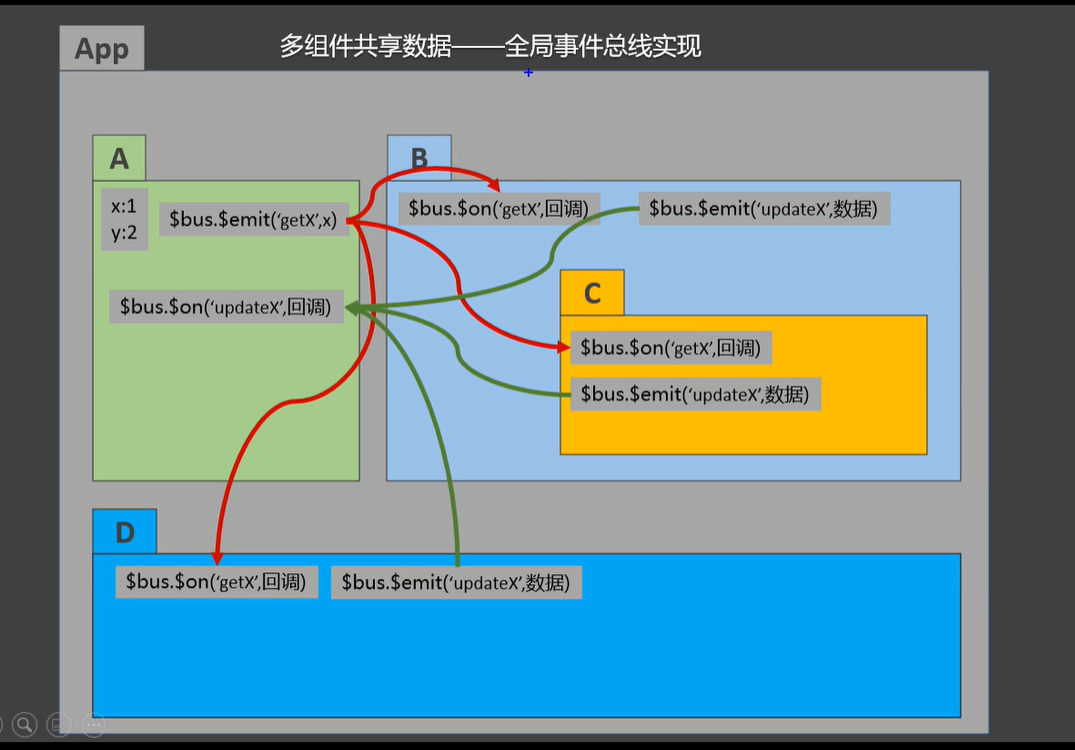 App
多组件共享数据——全局事件总线实现
A
x:1
y:2
$bus.$emit(‘getX’,x)
$bus.$on(‘updateX’,回调)
B
$bus.$on(‘getX’,回调)
$bus.$emit(‘updateX’,数据)
C
$bus.$on(‘getX’,回调)
$bus.$emit(‘updateX’,数据)
D
$bus.$on(‘getX’,回调)
$bus.$emit(‘updateX’,数据)